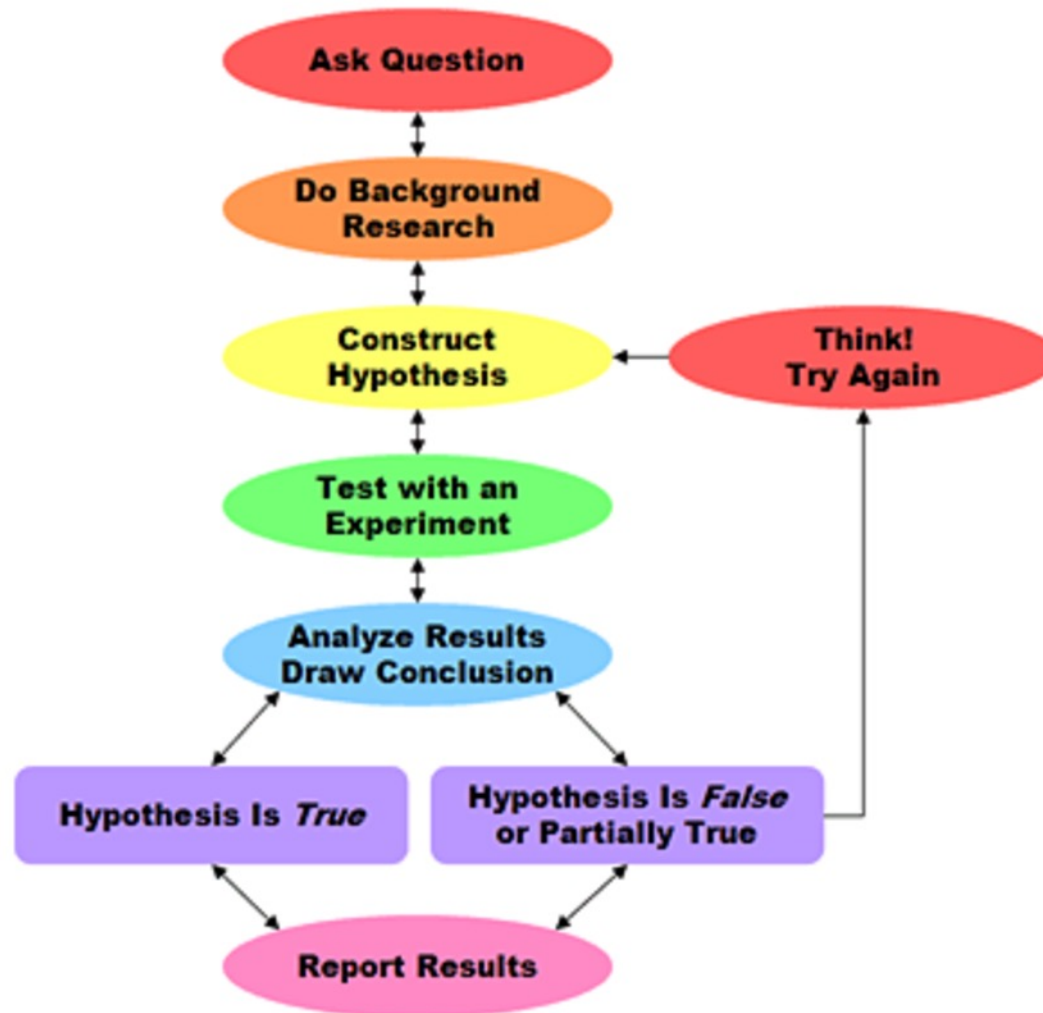 Ask Question
Do Background
Research
Construct
Hypothesis
Think!
Try Again
Test with an
Experiment
Analyze Results
Draw Conclusion
Hypothesis Is True
Hypothesis Is False
or Partially True
Report Results